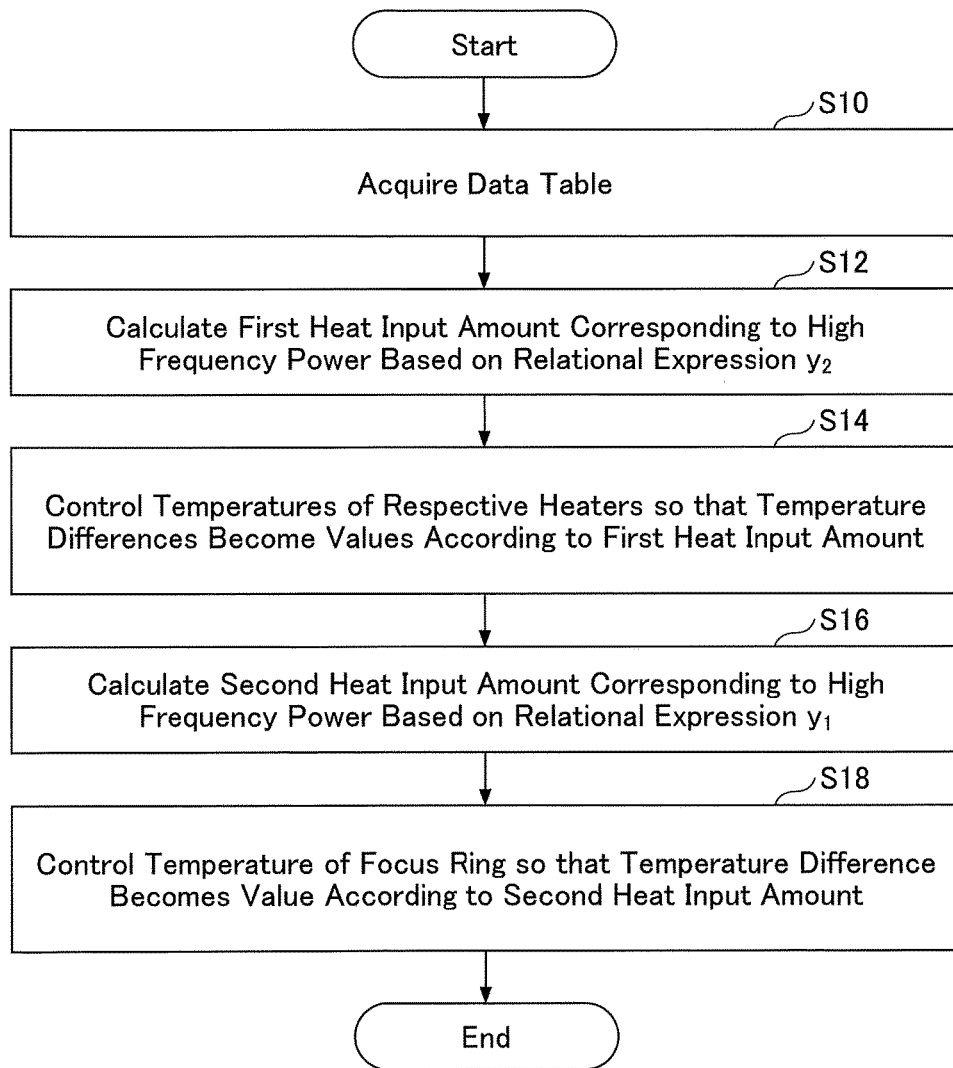 Start
S10
Acquire Data Table
S12
Calculate First Heat Input Amount Corresponding to High
Frequency Power Based on Relational Expression y₂
S14
Control Temperatures of Respective Heaters so that Temperature
Differences Become Values According to First Heat Input Amount
S16
Calculate Second Heat Input Amount Corresponding to High
Frequency Power Based on Relational Expression y₁
S18
Control Temperature of Focus Ring so that Temperature Difference
Becomes Value According to Second Heat Input Amount
End